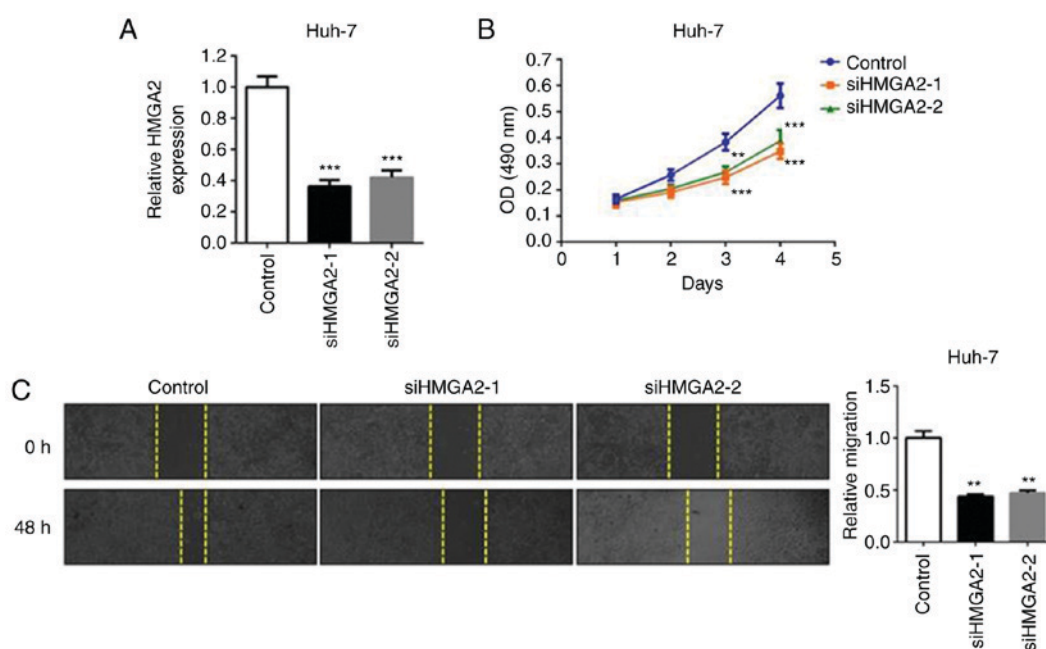 A
Huh-7
Relative HMGA2
expression
1.2
1.0
0.8
0.6
0.4
0.2
0.0
***
***
Control
siHMGA2-1
siHMGA2-2
B
Huh-7
OD (490 nm)
0.7
0.6
0.5
0.4
0.3
0.2
0.1
0.0
0 1 2 3 4 5
Days
Control
siHMGA2-1
siHMGA2-2
**
***
***
***
C
Control siHMGA2-1 siHMGA2-2
0 h
48 h
Huh-7
Relative migration
1.5
1.0
0.5
0.0
**
**
Control
siHMGA2-1
siHMGA2-2